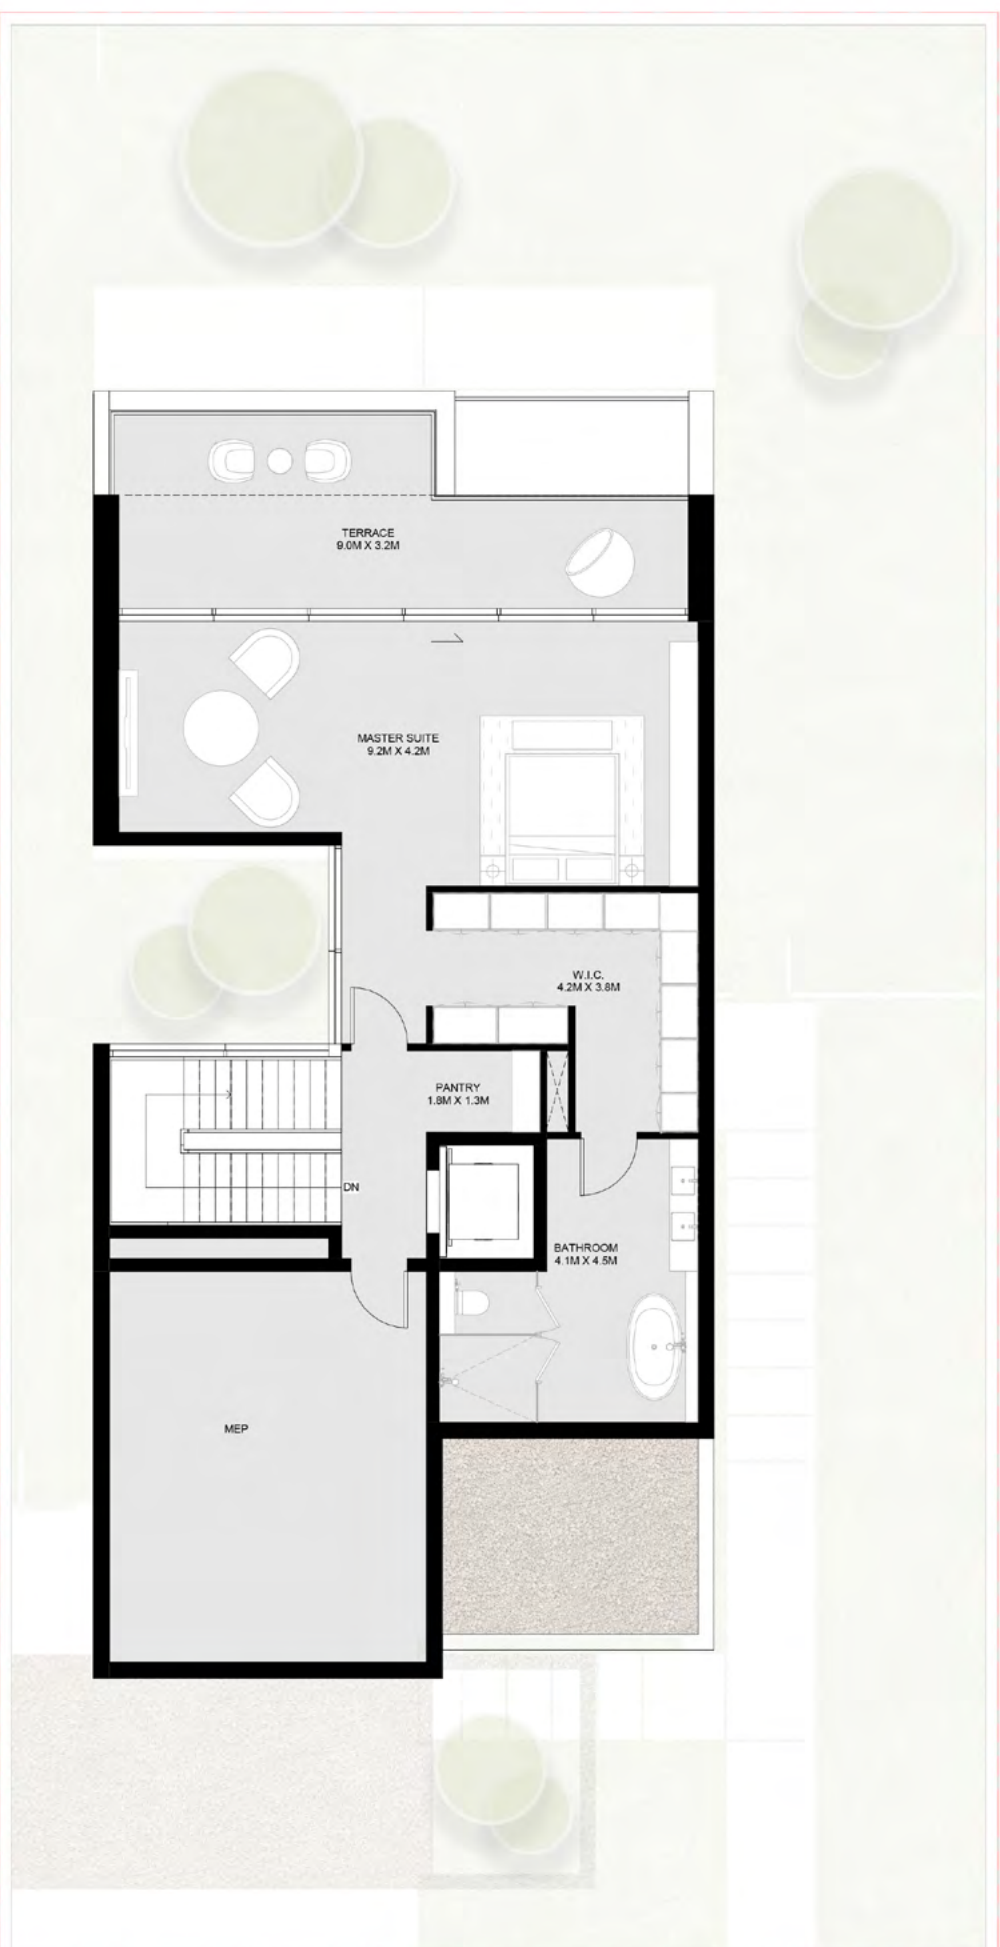 TERRACE
9.0M X 3.2M
MASTER SUITE
9.2M X 4.2M
W.I.C.
4.2M X 3.8M
PANTRY
1.8M X 1.3M
DN
BATHROOM
4.1M X 4.5M
MEP